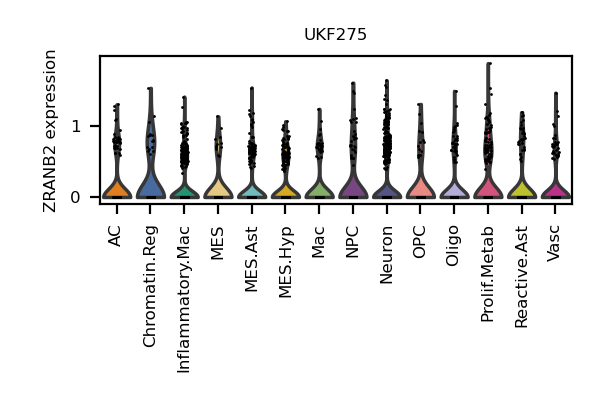 UKF275
ZRANB2 expression
1
0
AC
Chromatin.Reg
Inflammatory.Mac
MES
MES.Ast
MES.Hyp
Mac
NPC
Neuron
OPC
Oligo
Prolif.Metab
Reactive.Ast
Vasc